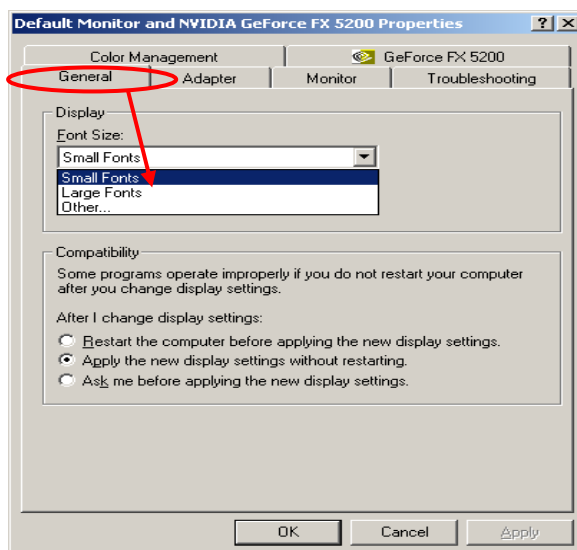 Default Monitor and NVIDIA GeForce FX 5200 Properties
Color Management GeForce FX 5200
General Adapter Monitor Troubleshooting
Display
Font Size:
Small Fonts
Small Fonts
Large Fonts
Other...
Compatibility
Some programs operate improperly if you do not restart your computer
after you change display settings.
After I change display settings:
Restart the computer before applying the new display settings.
Apply the new display settings without restarting.
Ask me before applying the new display settings.
OK Cancel Apply